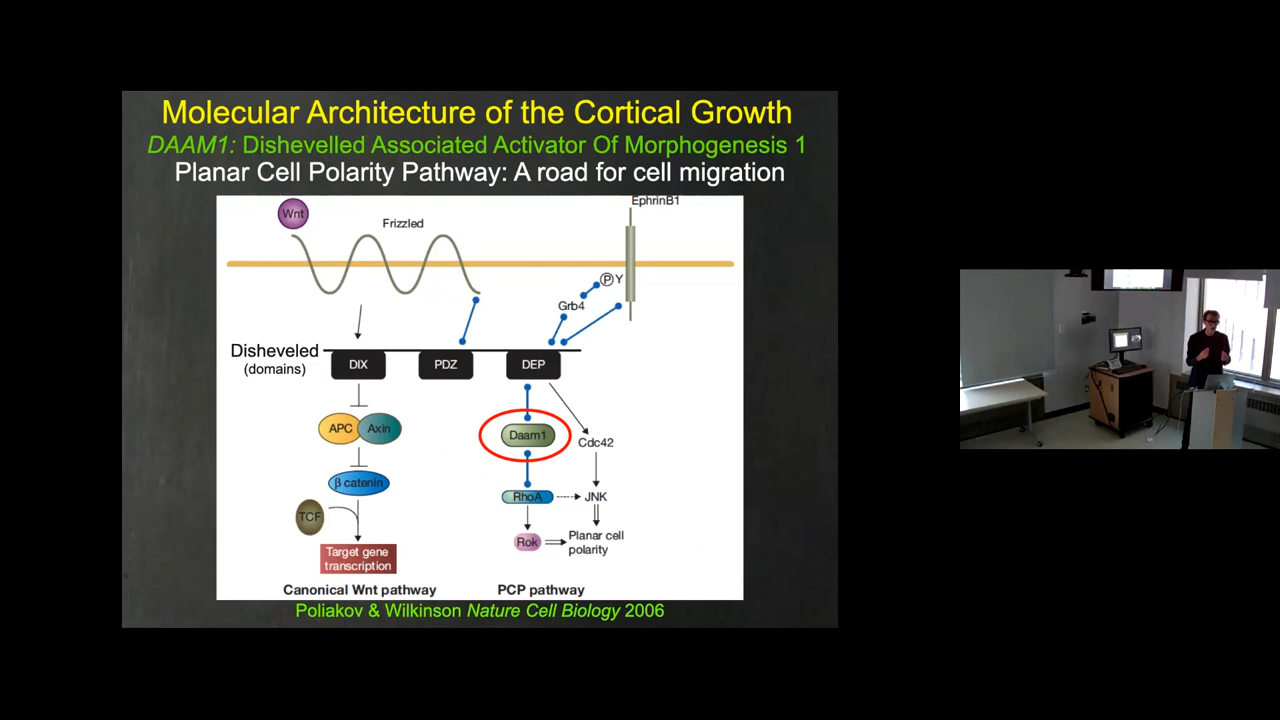 Molecular Architecture of the Cortical Growth
DAAM1: Dishevelled Associated Activator Of Morphogenesis 1
Planar Cell Polarity Pathway: A road for cell migration
EphrinB1
Wnt
Frizzled
P Y
Grb4
Disheveled
(domains)
DIX
PDZ
DEP
APC
Axin
Daam1
Cdc42
β catenin
RhoA
JNK
TCF
Rok
Planar cell
polarity
Target gene
transcription
Canonical Wnt pathway
PCP pathway
Poliakov & Wilkinson Nature Cell Biology 2006